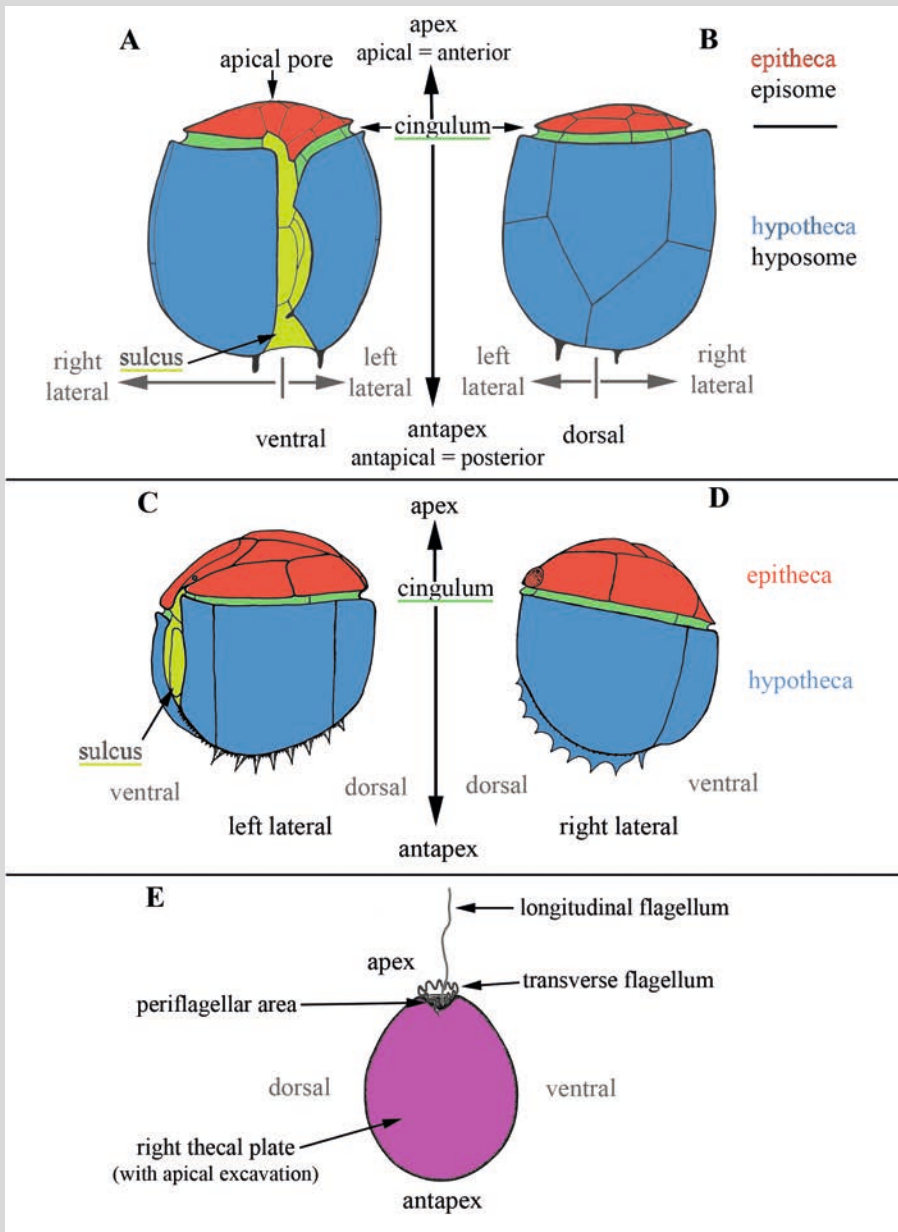 A
apex
apical = anterior
B
apical pore
epitheca
episome
cingulum
hypotheca
hyposome
right
lateral
sulcus
left
lateral
left
lateral
right
lateral
ventral
antapex
antapical = posterior
dorsal
C
apex
D
cingulum
epitheca
hypotheca
sulcus
ventral
dorsal
dorsal
ventral
left lateral
right lateral
antapex
E
longitudinal flagellum
apex
transverse flagellum
periflagellar area
dorsal
ventral
right thecal plate
(with apical excavation)
antapex